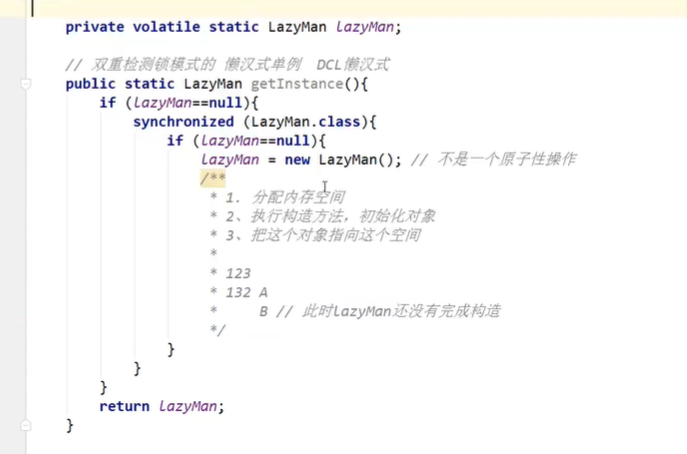 private volatile static LazyMan lazyMan;
// 双重检测锁模式的 懒汉式单例  DCL懒汉式
public static LazyMan getInstance(){
if (lazyMan==null){
synchronized (LazyMan.class){
if (lazyMan==null){
lazyMan = new LazyMan(); // 不是一个原子性操作
/**
* 1. 分配内存空间
* 2、执行构造方法，初始化对象
* 3、把这个对象指向这个空间
*
* 123
* 132 A
*     B // 此时lazyMan还没有完成构造
*/
}
}
}
return lazyMan;
}